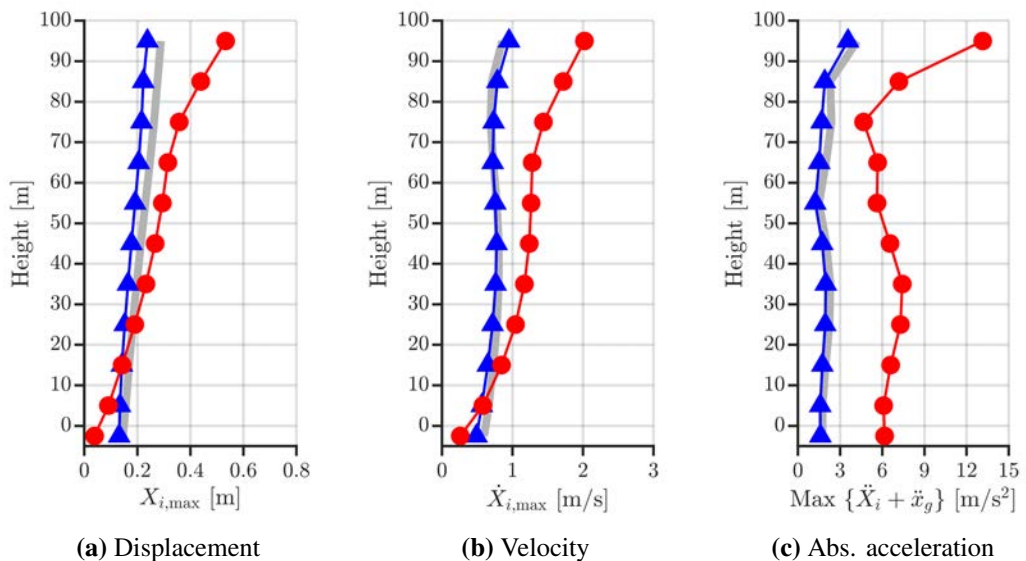 100
90
80
70
60
50
40
30
20
10
0
Height [m]
0 0.2 0.4 0.6 0.8
X_{i,max} [m]
(a) Displacement
100
90
80
70
60
50
40
30
20
10
0
Height [m]
0 1 2 3
Ẋ_{i,max} [m/s]
(b) Velocity
100
90
80
70
60
50
40
30
20
10
0
Height [m]
0 3 6 9 12 15
Max {Ẍ_i + ẍ_g} [m/s²]
(c) Abs. acceleration